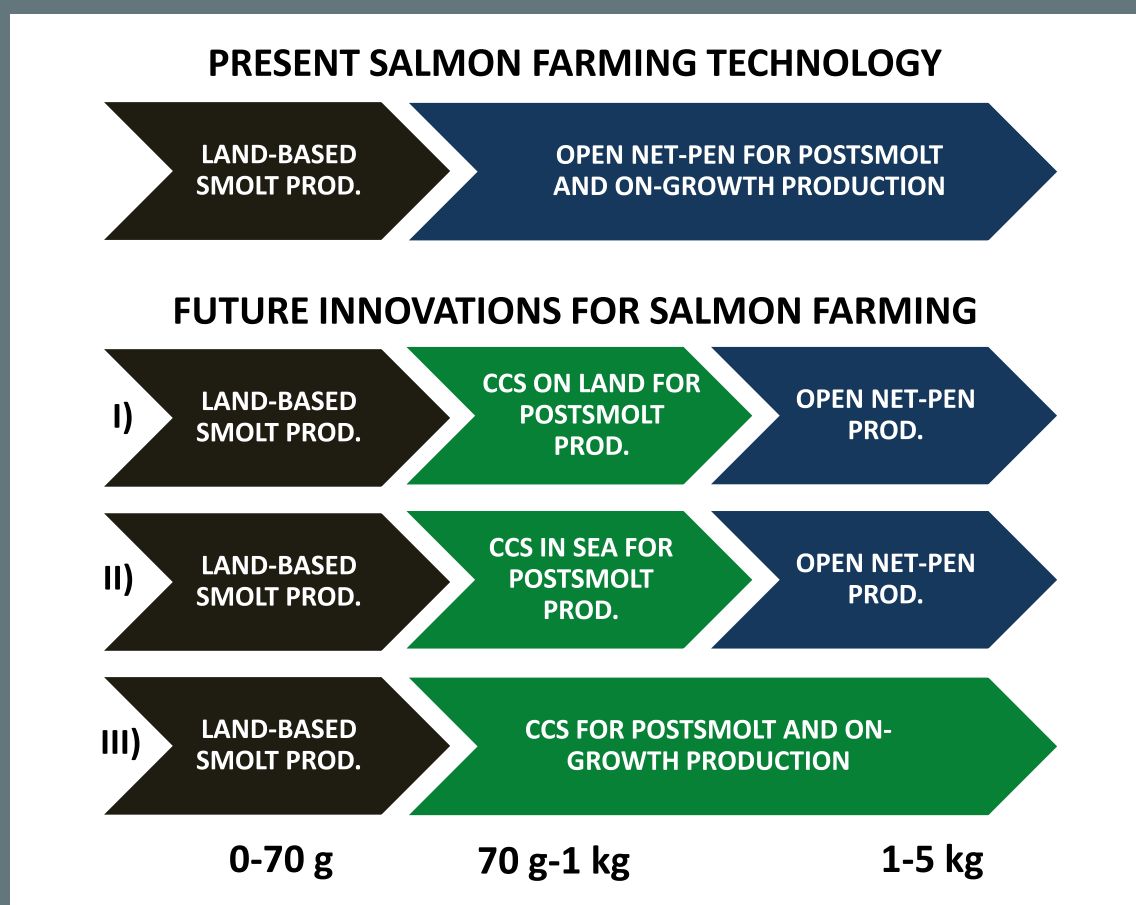 PRESENT SALMON FARMING TECHNOLOGY
LAND-BASED
SMOLT PROD.
OPEN NET-PEN FOR POSTSMOLT
AND ON-GROWTH PRODUCTION
FUTURE INNOVATIONS FOR SALMON FARMING
I)
LAND-BASED
SMOLT PROD.
CCS ON LAND FOR
POSTSMOLT
PROD.
OPEN NET-PEN
PROD.
II)
LAND-BASED
SMOLT PROD.
CCS IN SEA FOR
POSTSMOLT
PROD.
OPEN NET-PEN
PROD.
III)
LAND-BASED
SMOLT PROD.
CCS FOR POSTSMOLT AND ON-
GROWTH PRODUCTION
0-70 g
70 g-1 kg
1-5 kg